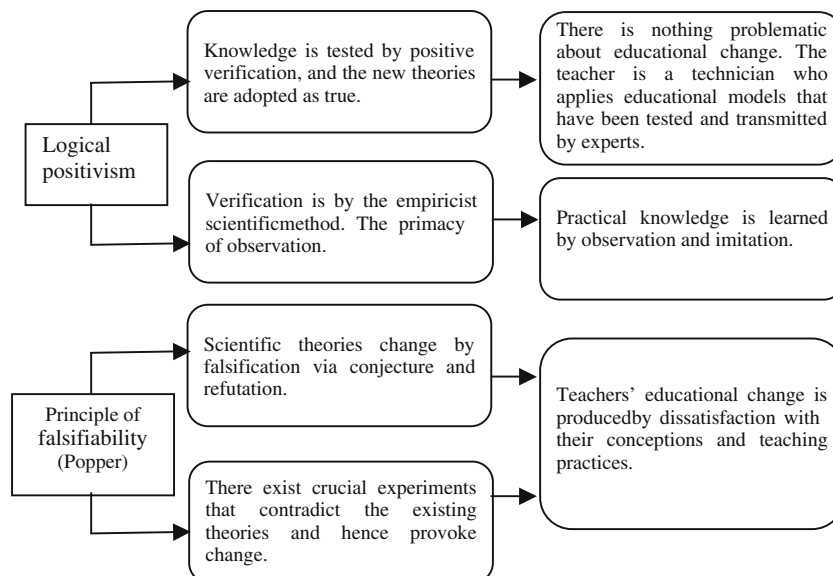 Logical
positivism
Knowledge is tested by positive
verification, and the new theories
are adopted as true.
There is nothing problematic
about educational change. The
teacher is a technician who
applies educational models that
have been tested and transmitted
by experts.
Verification is by the empiricist
scientificmethod. The primacy
of observation.
Practical knowledge is learned
by observation and imitation.
Principle of
falsifiability
(Popper)
Scientific theories change by
falsification via conjecture and
refutation.
There exist crucial experiments
that contradict the existing
theories and hence provoke
change.
Teachers’ educational change is
producedby dissatisfaction with
their conceptions and teaching
practices.